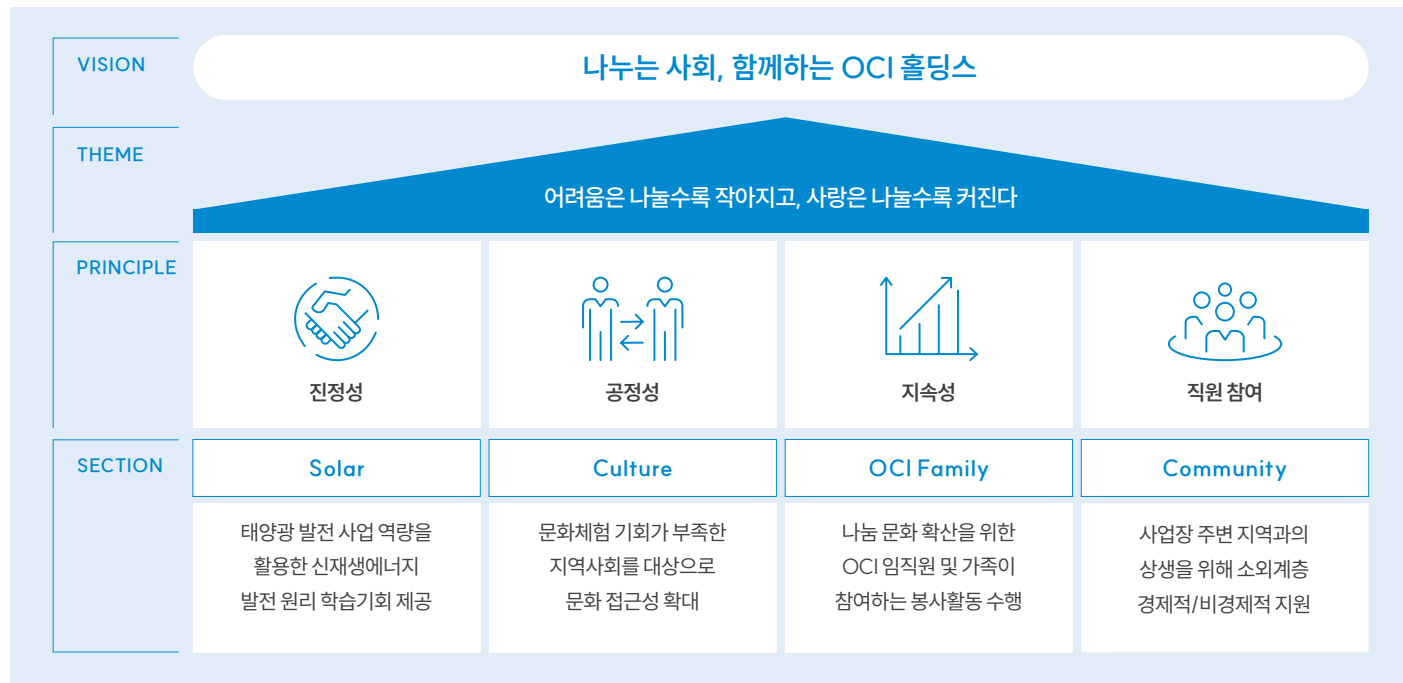 VISION
나누는 사회, 함께하는 OCI 홀딩스
THEME
어려움은 나눌수록 작아지고, 사랑은 나눌수록 커진다
PRINCIPLE
진정성
공정성
지속성
직원 참여
SECTION
Solar
Culture
OCI Family
Community
태양광 발전 사업 역량을
활용한 신재생에너지
발전 원리 학습기회 제공
문화체험 기회가 부족한
지역사회를 대상으로
문화 접근성 확대
나눔 문화 확산을 위한
OCI 임직원 및 가족이
참여하는 봉사활동 수행
사업장 주변 지역과의
상생을 위해 소외계층
경제적/비경제적 지원